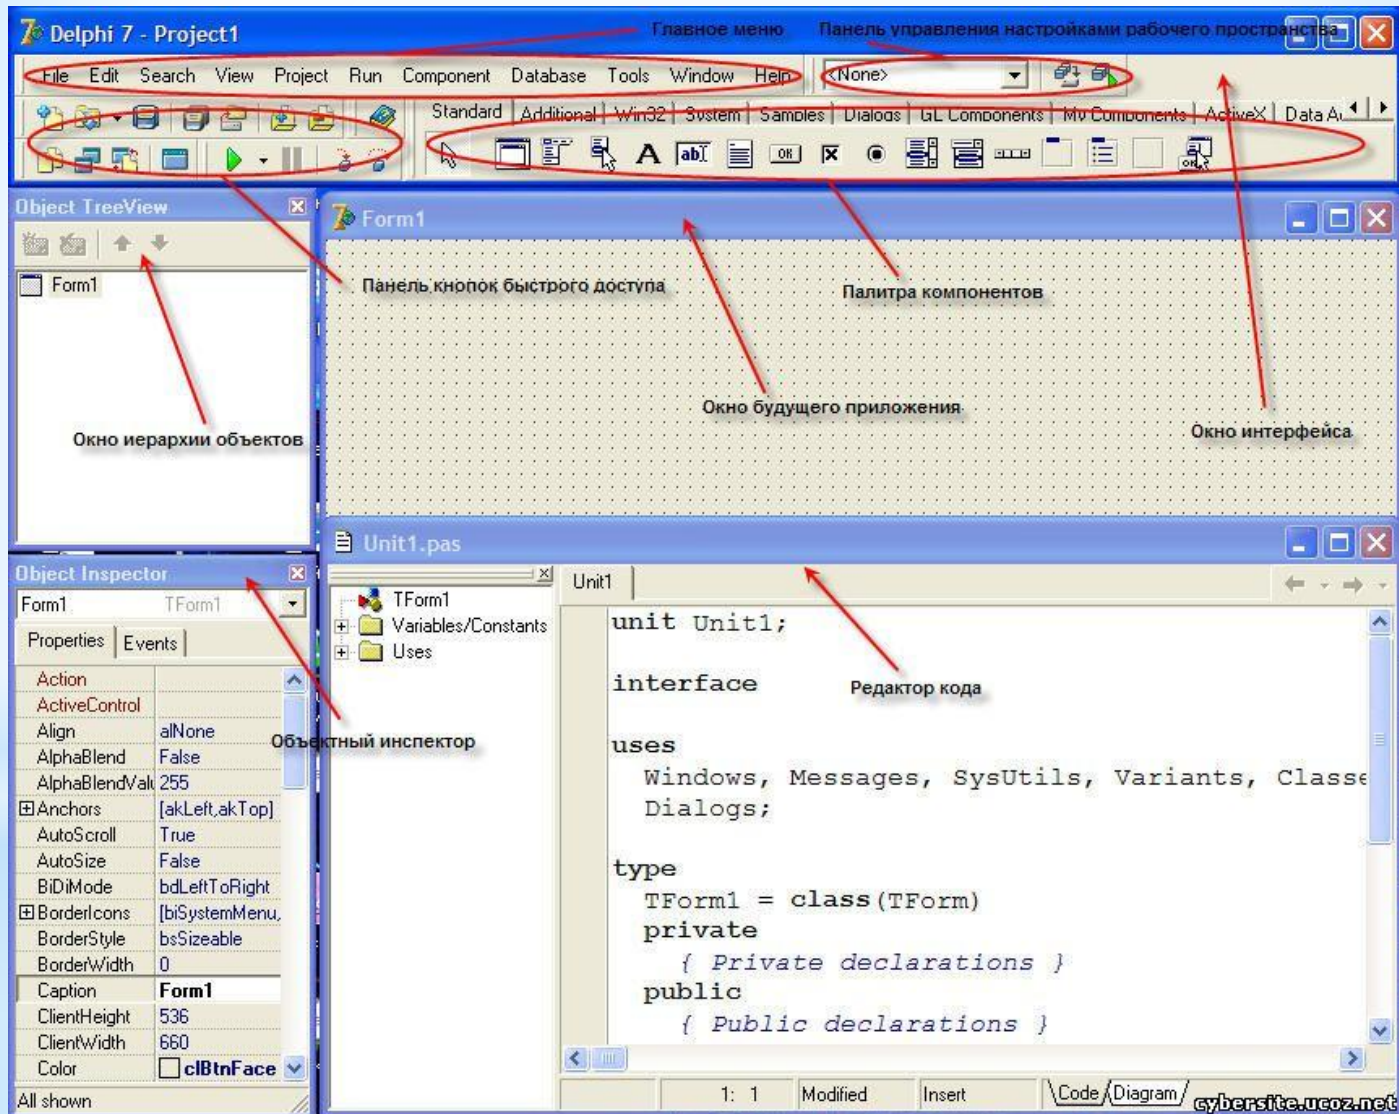 Delphi 7 - Project1
Главное меню
Панель управления настройками рабочего пространства
File Edit Search View Project Run Component Database Tools Window Help
<None>
Standard Additional Win32 System Samples Dialogs GL Components My Components ActiveX
Object TreeView
Form1
Form1
Панель кнопок быстрого доступа
Палитра компонентов
Окно будущего приложения
Окно иерархии объектов
Окно интерфейса
Unit1.pas
Object Inspector
Form1 TForm1
Properties Events
Action
ActiveControl
Align alNone
AlphaBlend False
AlphaBlendValu 255
Anchors [akLeft,akTop]
AutoScroll True
AutoSize False
BiDiMode bdLeftToRight
BorderIcons [biSystemMenu,
BorderStyle bsSizeable
BorderWidth 0
Caption Form1
ClientHeight 536
ClientWidth 660
Color clBtnFace
All shown
Объектный инспектор
TForm1
Variables/Constants
Uses
Unit1
unit Unit1;
interface
Редактор кода
uses
Windows, Messages, SysUtils, Variants, Classe
Dialogs;
type
TForm1 = class(TForm)
private
{ Private declarations }
public
{ Public declarations }
1: 1 Modified Insert Code Diagram
cybersite.ucoz.net